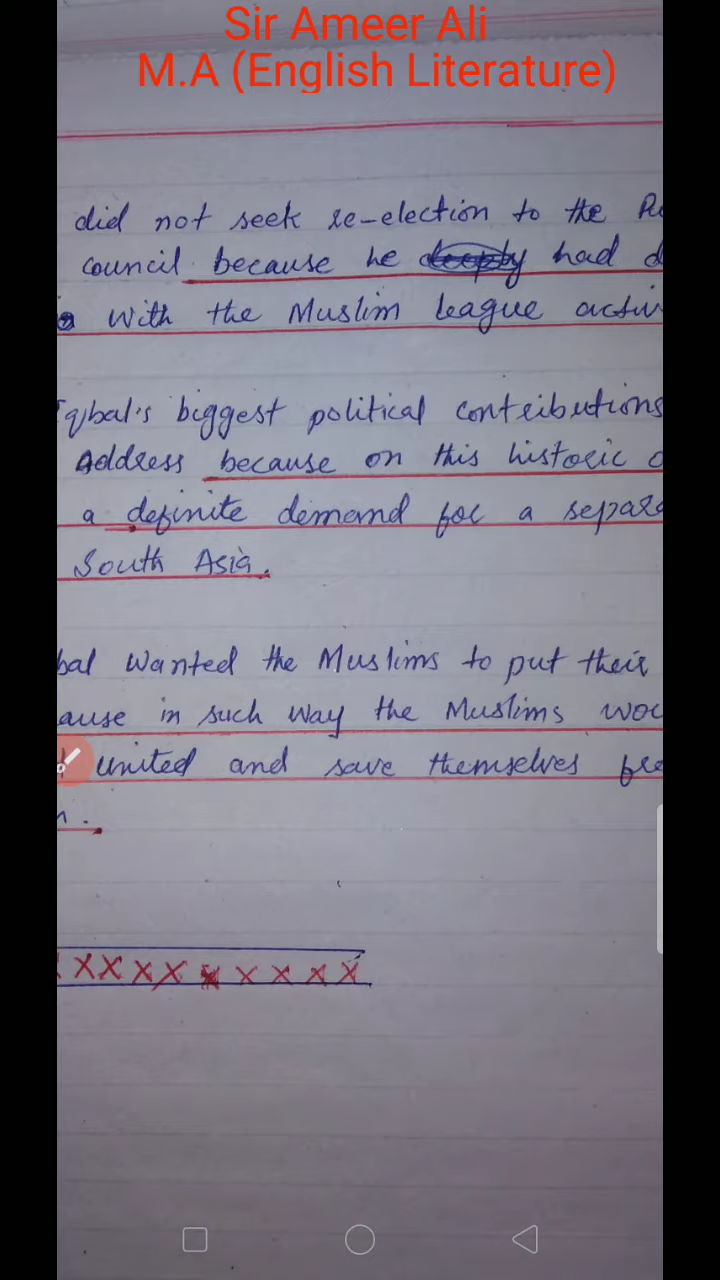 Sir Ameer Ali
M.A (English Literature)
did not seek re-election to the
council because he had
with the Muslim league
Iqbal's biggest political contributions
Address because on this historic
a definite demand for a
South Asia.
Wanted the Muslims to put their
in such way the Muslims
united and save themselves
XX XX X X X X X